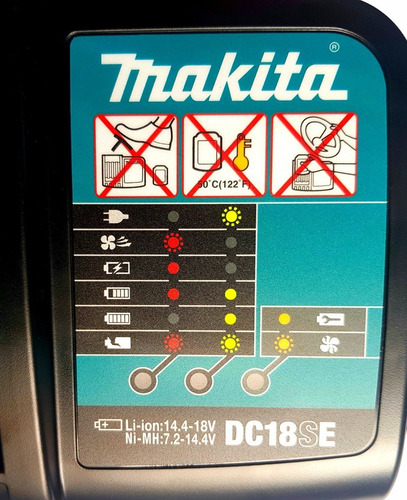 makita®
50°C(122°F)
Li-ion:14.4-18V
Ni-MH:7.2-14.4V
DC18SE